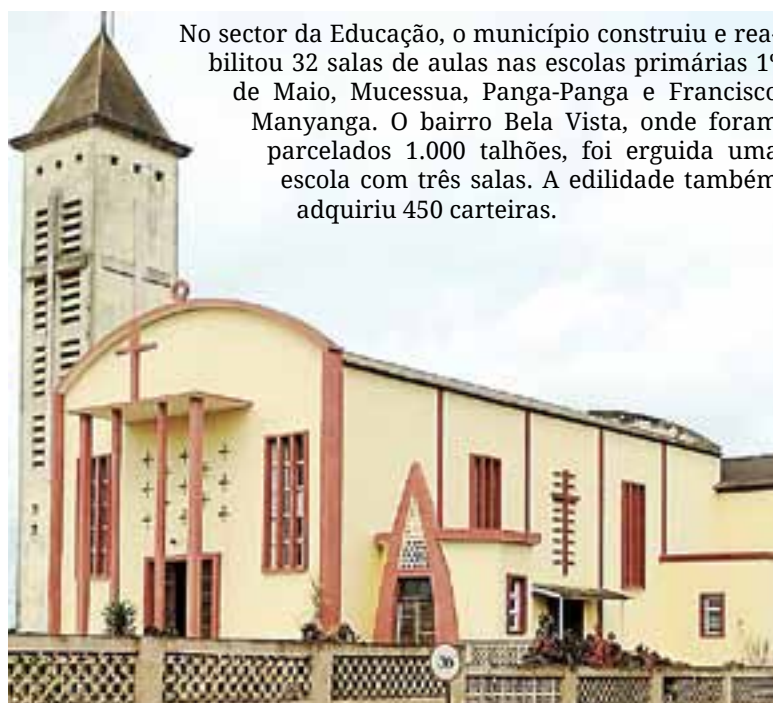 No sector da Educação, o município construiu e rea-
bilitou 32 salas de aulas nas escolas primárias 1º
de Maio, Mucessua, Panga-Panga e Francisco
Manyanga. O bairro Bela Vista, onde foram
parcelados 1.000 talhões, foi erguida uma
escola com três salas. A edilidade também
adquiriu 450 carteiras.
30